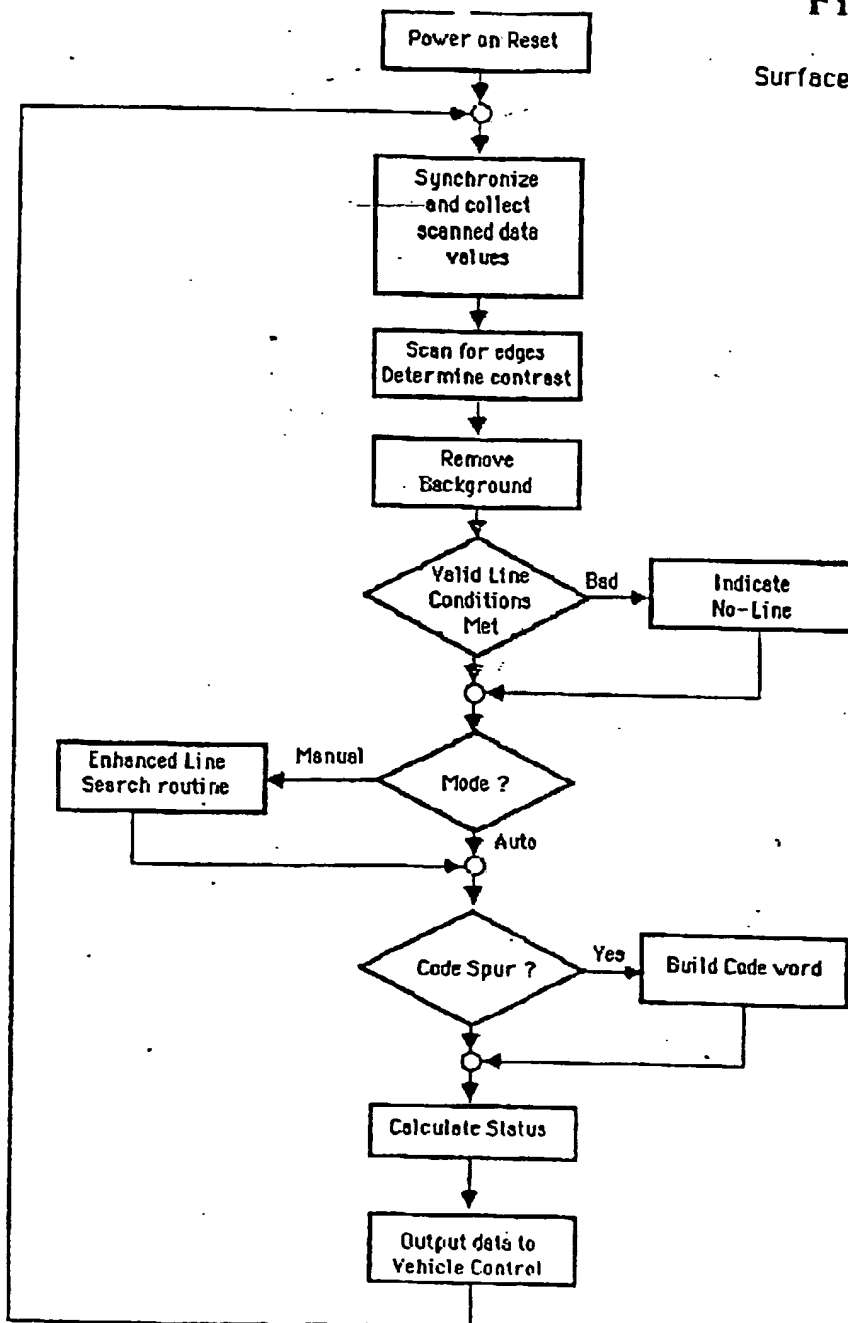 Fi
Power on Reset
Surface
Synchronize
and collect
scanned data
values
Scan for edges
Determine contrast
Remove
Background
Valid Line
Conditions
Met
Bad
Indicate
No-Line
Enhanced Line
Search routine
Manual
Mode ?
Auto
Code Spur ?
Yes
Build Code word
Calculate Status
Output data to
Vehicle Control